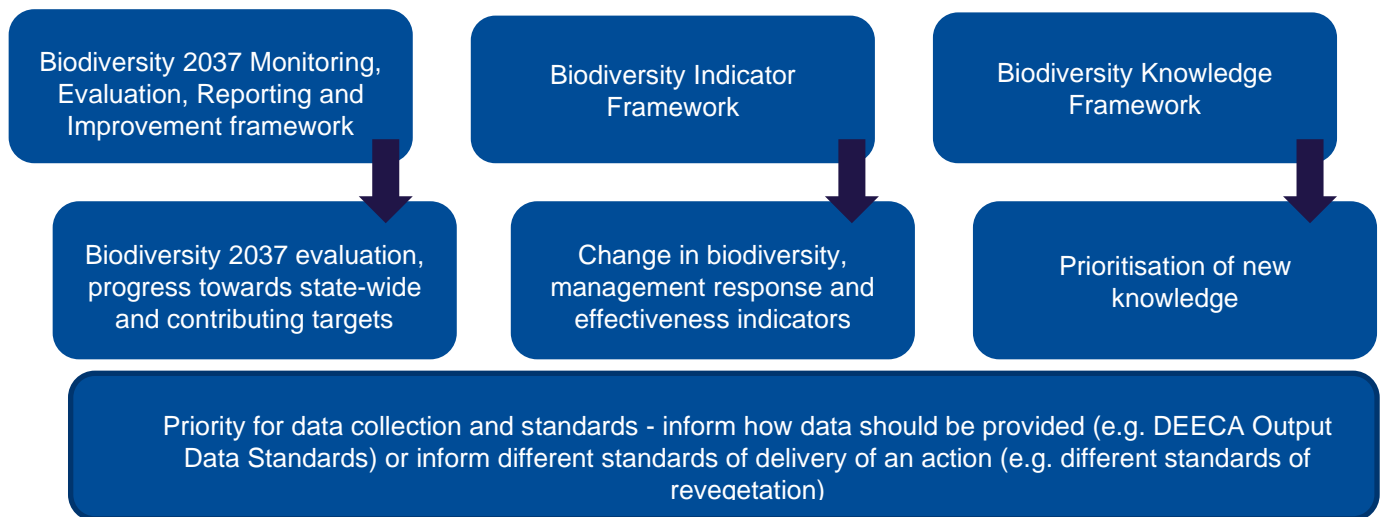 Biodiversity 2037 Monitoring,
Evaluation, Reporting and
Improvement framework
Biodiversity Indicator
Framework
Biodiversity Knowledge
Framework
Biodiversity 2037 evaluation,
progress towards state-wide
and contributing targets
Change in biodiversity,
management response and
effectiveness indicators
Prioritisation of new
knowledge
Priority for data collection and standards - inform how data should be provided (e.g. DEECA Output
Data Standards) or inform different standards of delivery of an action (e.g. different standards of
revegetation)